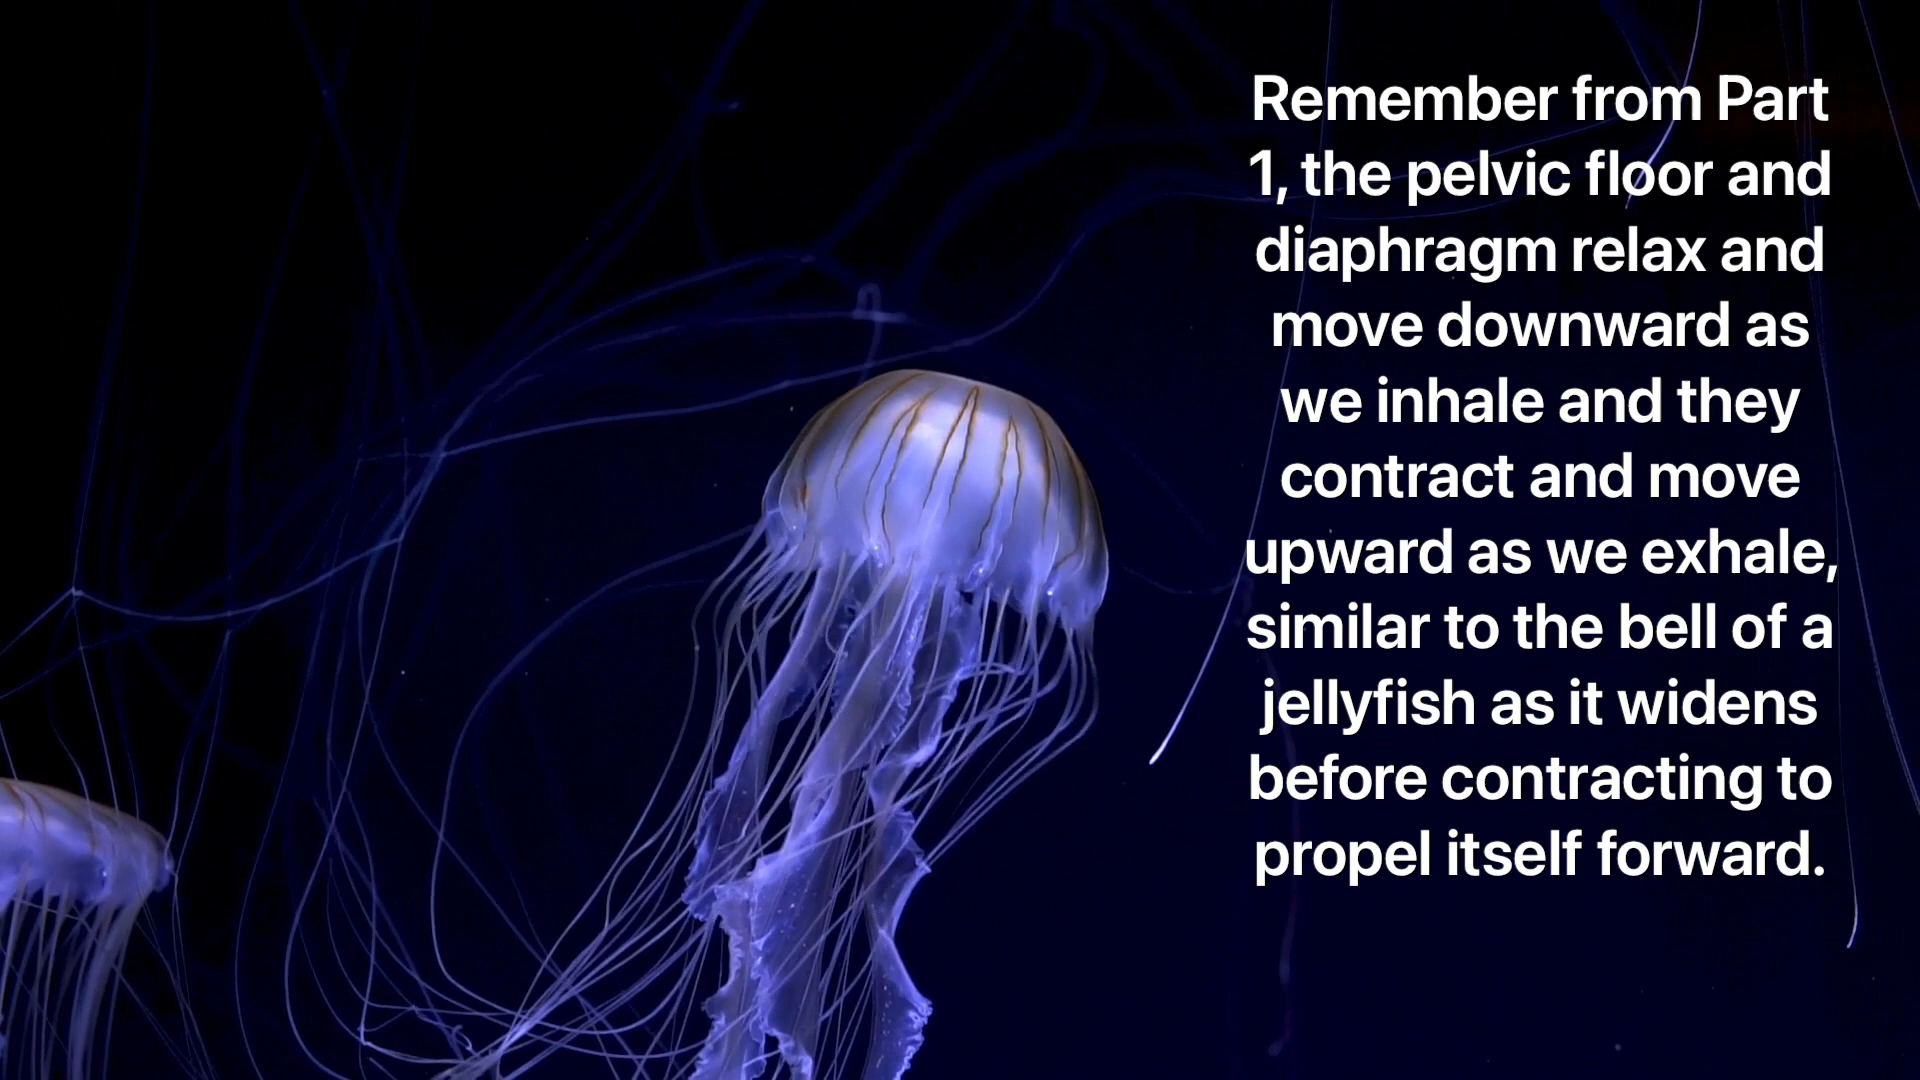 Remember from Part
1, the pelvic floor and
diaphragm relax and
move downward as
we inhale and they
contract and move
upward as we exhale,
similar to the bell of a
jellyfish as it widens
before contracting to
propel itself forward.